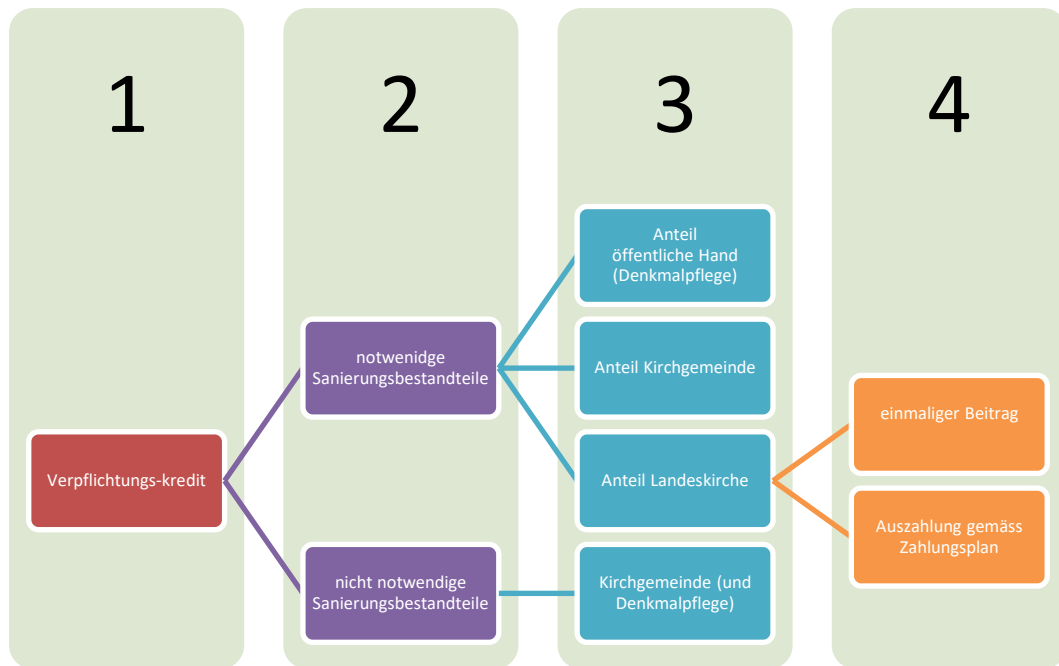 1
2
3
4
Verpflichtungs-kredit
notwenidge
Sanierungsbestandteile
nicht notwendige
Sanierungsbestandteile
Anteil
öffentliche Hand
(Denkmalpflege)
Anteil Kirchgemeinde
Anteil Landeskirche
Kirchgemeinde (und
Denkmalpflege)
einmaliger Beitrag
Auszahlung gemäss
Zahlungsplan